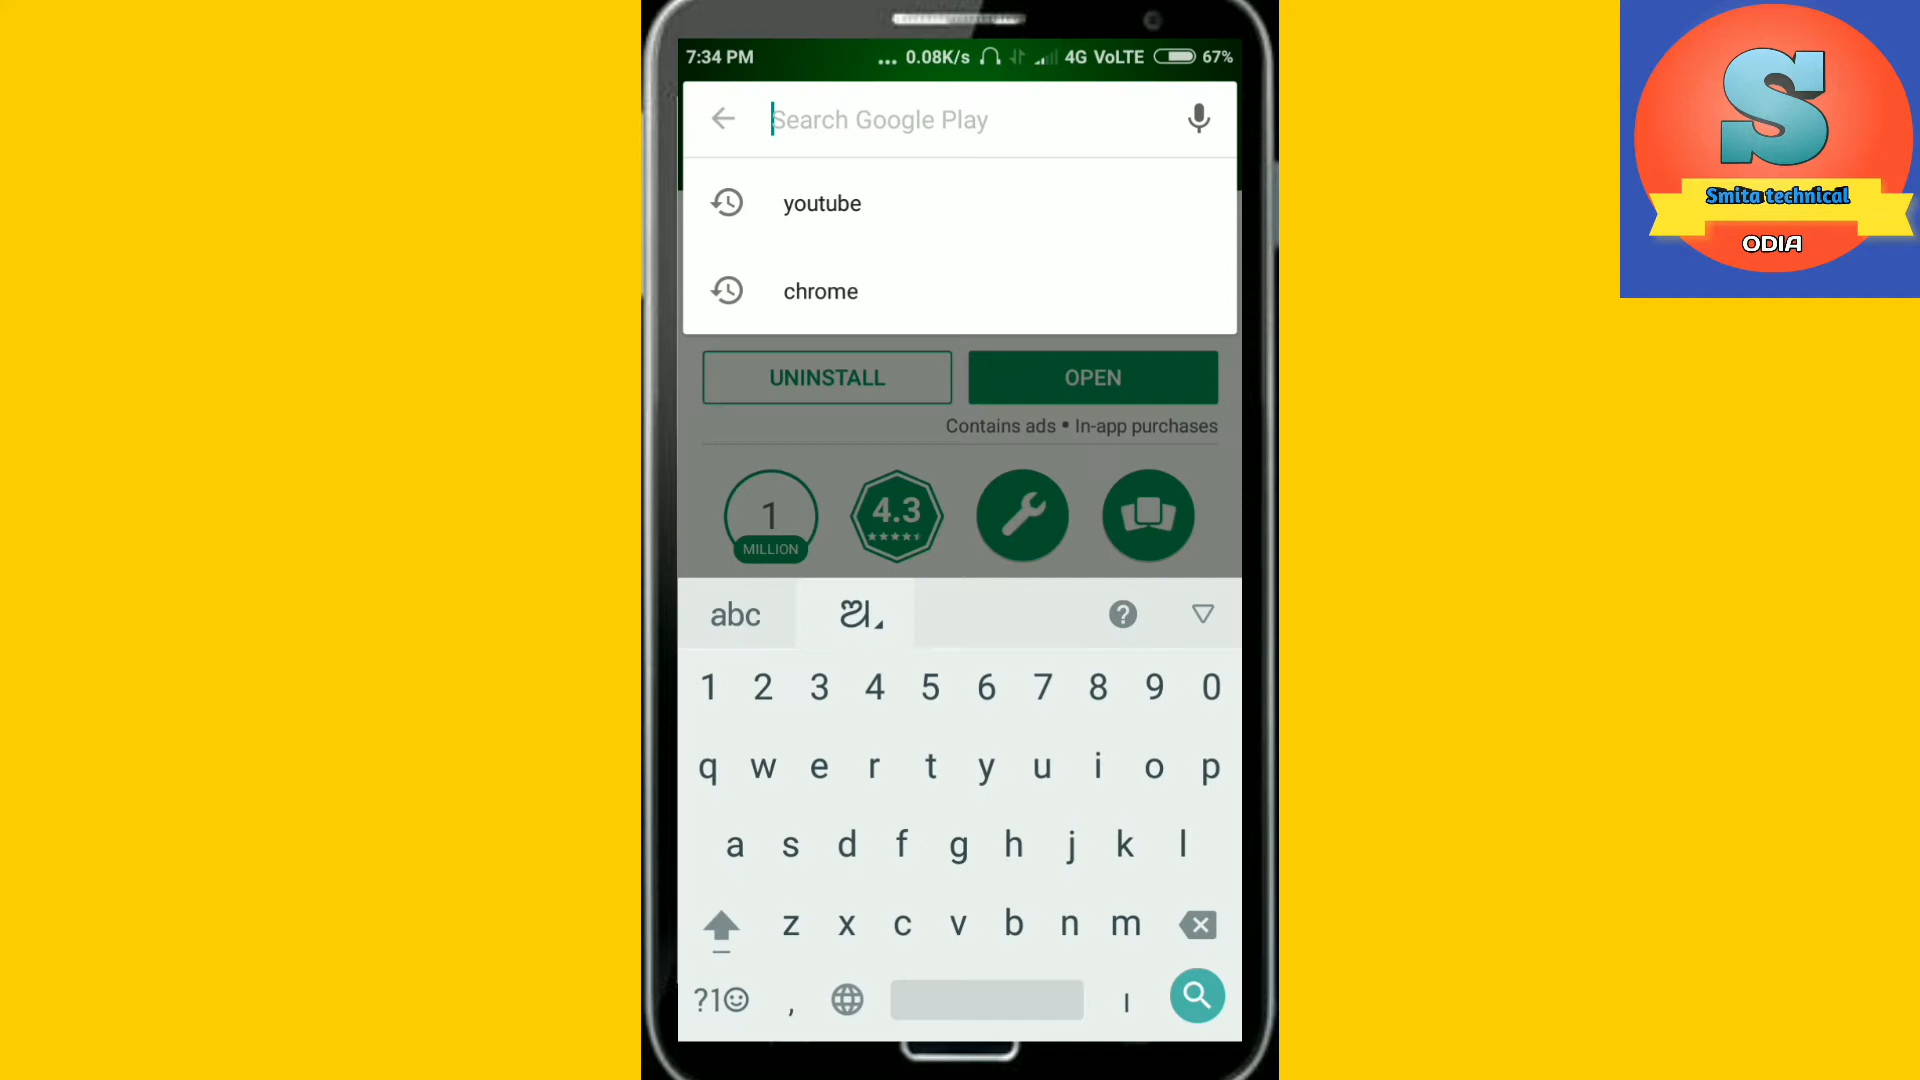 7:34 PM ... 0.08K/s 4G VoLTE 67%
Search Google Play
youtube
chrome
UNINSTALL OPEN
Contains ads • In-app purchases
1 MILLION
4.3
abc ଅ
1 2 3 4 5 6 7 8 9 0
q w e r t y u i o p
a s d f g h j k l
z x c v b n m
?1☺ , ।
S
Smita technical
ODIA